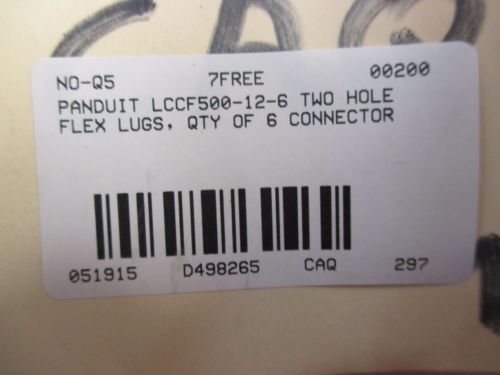 CAQ
NO-Q5 7FREE 00200
PANDUIT LCCF500-12-6 TWO HOLE
FLEX LUGS, QTY OF 6 CONNECTOR
051915 D498265 CAQ 297